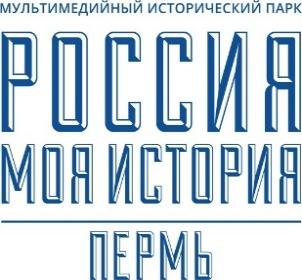 МУЛЬТИМЕДИЙНЫЙ ИСТОРИЧЕСКИЙ ПАРК
РОССИЯ
МОЯ ИСТОРИЯ
ПЕРМЬ